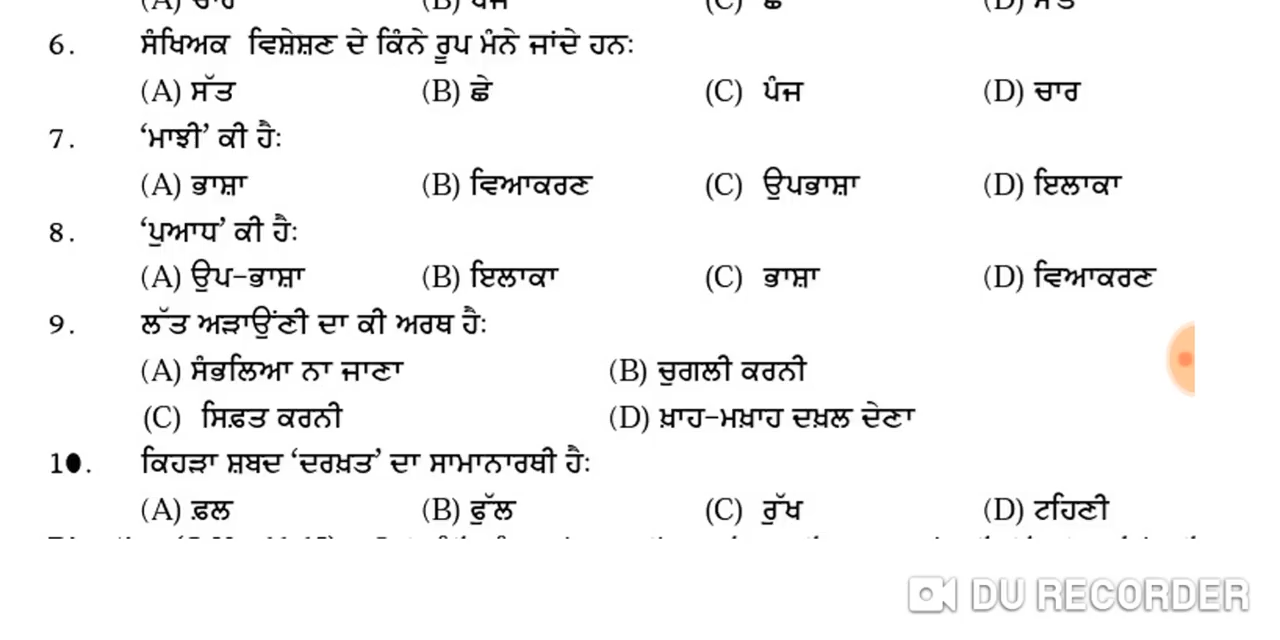 6. ਸੰਖਿਅਕ ਵਿਸ਼ੇਸ਼ਣ ਦੇ ਕਿੰਨੇ ਰੂਪ ਮੰਨੇ ਜਾਂਦੇ ਹਨ:
(A) ਸੱਤ (B) ਛੇ (C) ਪੰਜ (D) ਚਾਰ
7. ‘ਮਾਝੀ’ ਕੀ ਹੈ:
(A) ਭਾਸ਼ਾ (B) ਵਿਆਕਰਣ (C) ਉਪਭਾਸ਼ਾ (D) ਇਲਾਕਾ
8. ‘ਪੁਆਧ’ ਕੀ ਹੈ:
(A) ਉਪ-ਭਾਸ਼ਾ (B) ਇਲਾਕਾ (C) ਭਾਸ਼ਾ (D) ਵਿਆਕਰਣ
9. ਲੱਤ ਅੜਾਉਂਣੀ ਦਾ ਕੀ ਅਰਥ ਹੈ:
(A) ਸੰਭਲਿਆ ਨਾ ਜਾਣਾ (B) ਚੁਗਲੀ ਕਰਨੀ
(C) ਸਿਫ਼ਤ ਕਰਨੀ (D) ਖ਼ਾਹ-ਮਖ਼ਾਹ ਦਖ਼ਲ ਦੇਣਾ
10. ਕਿਹੜਾ ਸ਼ਬਦ ‘ਦਰਖ਼ਤ’ ਦਾ ਸਾਮਾਨਾਰਥੀ ਹੈ:
(A) ਫ਼ਲ (B) ਫੁੱਲ (C) ਰੁੱਖ (D) ਟਹਿਣੀ
DU RECORDER